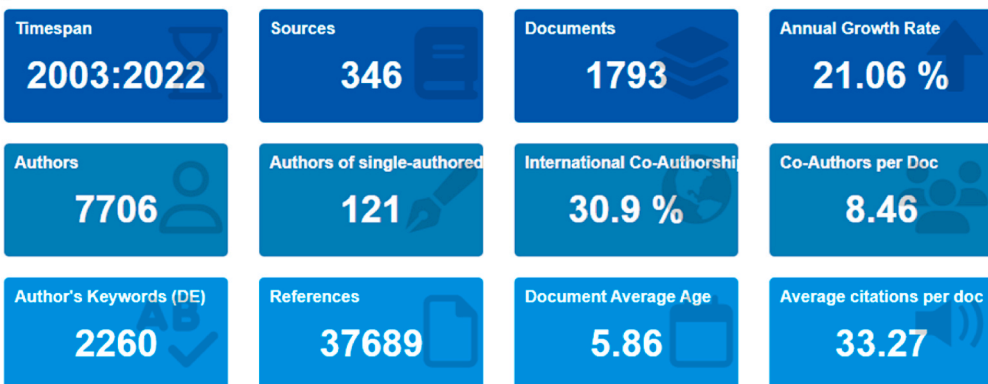 Timespan
2003:2022
Sources
346
Documents
1793
Annual Growth Rate
21.06 %
Authors
7706
Authors of single-authored
121
International Co-Authorshi
30.9 %
Co-Authors per Doc
8.46
Author's Keywords (DE)
2260
References
37689
Document Average Age
5.86
Average citations per doc
33.27